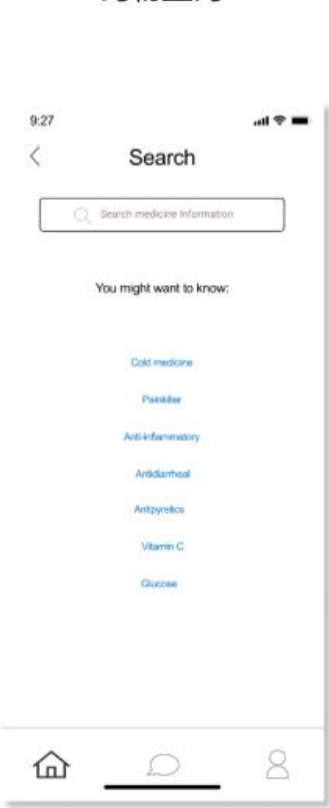 9:27
Search
Search medicine Information
You might want to know:
Cold medicine
Painkiller
Anti-inflammatory
Antidiarrheal
Antipyretics
Vitamin C
Glucose